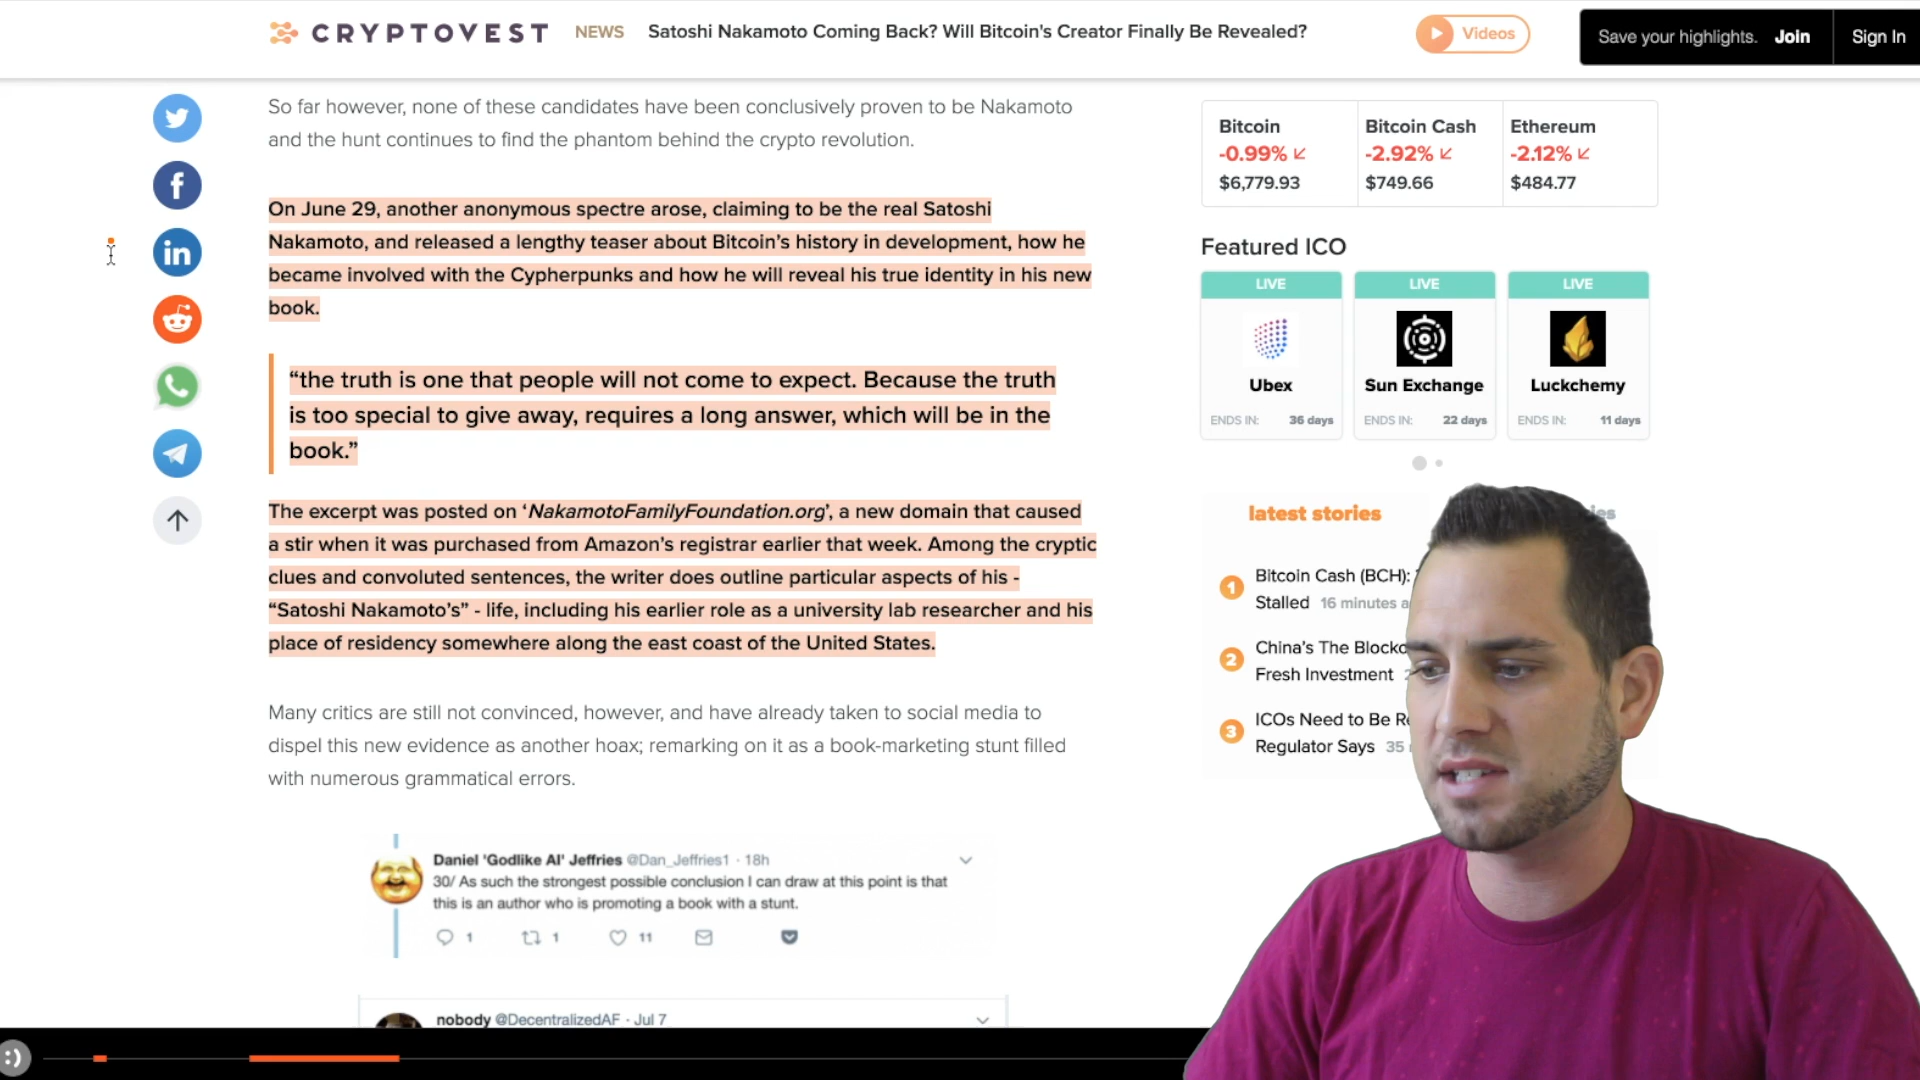 CRYPTOVEST
NEWS
Satoshi Nakamoto Coming Back? Will Bitcoin's Creator Finally Be Revealed?
Videos
Save your highlights. Join
Sign In
So far however, none of these candidates have been conclusively proven to be Nakamoto
and the hunt continues to find the phantom behind the crypto revolution.
On June 29, another anonymous spectre arose, claiming to be the real Satoshi
Nakamoto, and released a lengthy teaser about Bitcoin's history in development, how he
became involved with the Cypherpunks and how he will reveal his true identity in his new
book.
“the truth is one that people will not come to expect. Because the truth
is too special to give away, requires a long answer, which will be in the
book.”
The excerpt was posted on ‘NakamotoFamilyFoundation.org’, a new domain that caused
a stir when it was purchased from Amazon's registrar earlier that week. Among the cryptic
clues and convoluted sentences, the writer does outline particular aspects of his -
“Satoshi Nakamoto's” - life, including his earlier role as a university lab researcher and his
place of residency somewhere along the east coast of the United States.
Many critics are still not convinced, however, and have already taken to social media to
dispel this new evidence as another hoax; remarking on it as a book-marketing stunt filled
with numerous grammatical errors.
Daniel 'Godlike AI' Jeffries @Dan_Jeffries1 · 18h
30/ As such the strongest possible conclusion I can draw at this point is that
this is an author who is promoting a book with a stunt.
1 1 11
nobody @DecentralizedAF · Jul 7
Bitcoin
-0.99%
$6,779.93
Bitcoin Cash
-2.92%
$749.66
Ethereum
-2.12%
$484.77
Featured ICO
LIVE
Ubex
ENDS IN: 36 days
LIVE
Sun Exchange
ENDS IN: 22 days
LIVE
Luckchemy
ENDS IN: 11 days
latest stories
1
Bitcoin Cash (BCH):
Stalled 16 minutes
2
China's The
Fresh Investment
3
ICOs Need to Be
Regulator Says 35